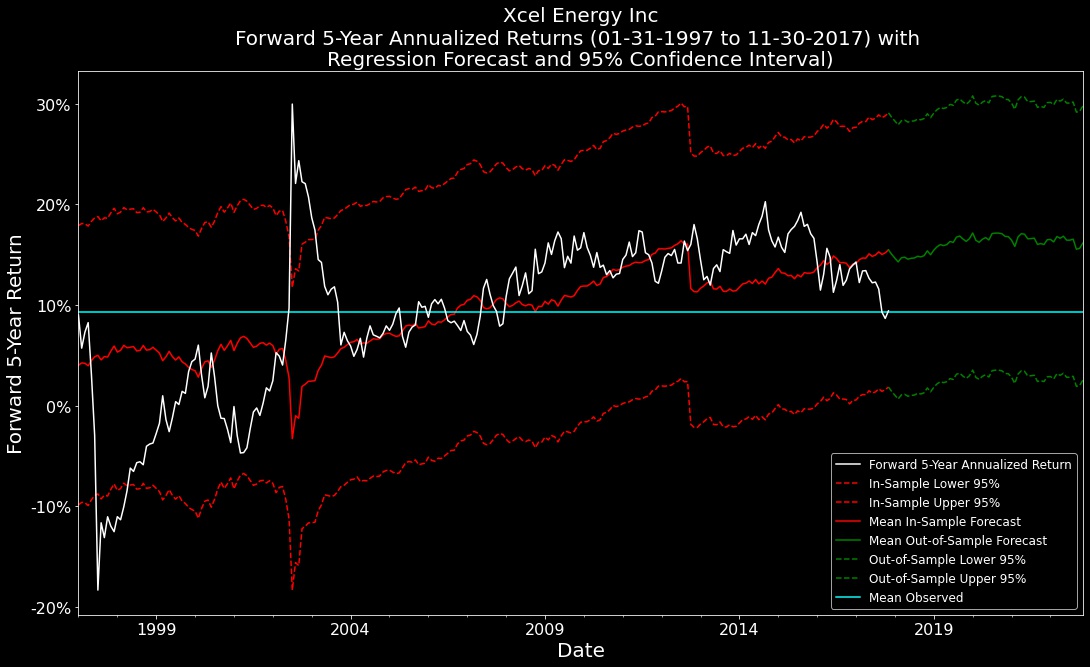 Xcel Energy Inc
Forward 5-Year Annualized Returns (01-31-1997 to 11-30-2017) with
Regression Forecast and 95% Confidence Interval)
Forward 5-Year Return
30%
20%
10%
0%
-10%
-20%
1999
2004
2009
2014
2019
Date
Forward 5-Year Annualized Return
In-Sample Lower 95%
In-Sample Upper 95%
Mean In-Sample Forecast
Mean Out-of-Sample Forecast
Out-of-Sample Lower 95%
Out-of-Sample Upper 95%
Mean Observed